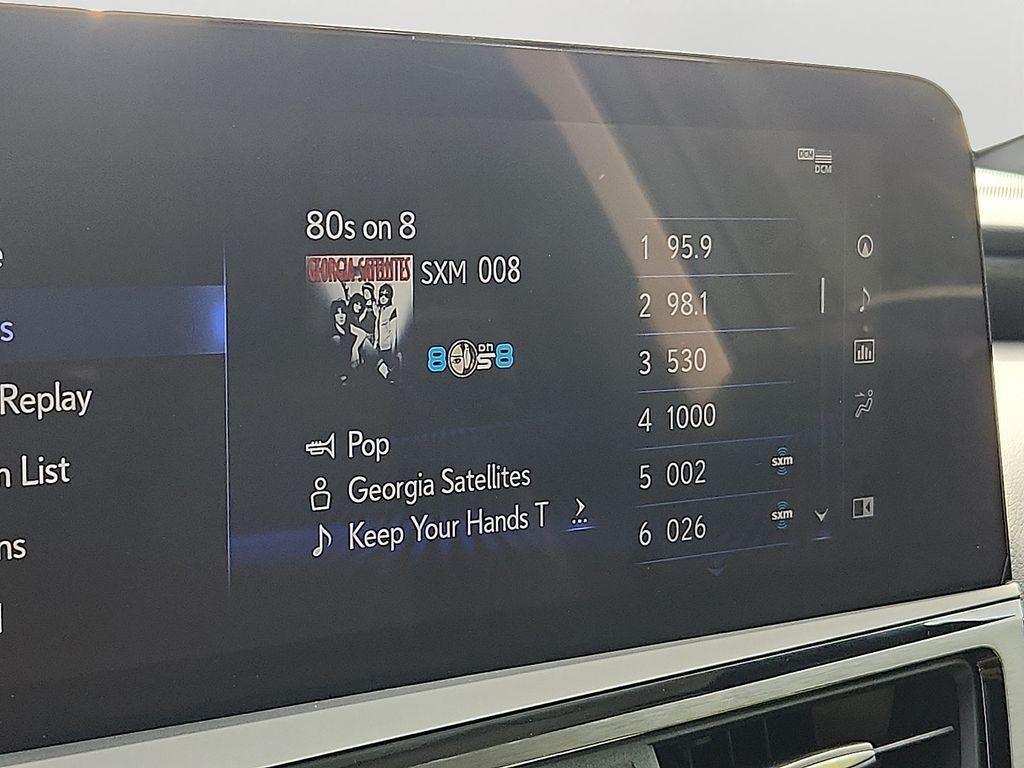 DCM
DCM
80s on 8
GEORGIA SATELLITES
SXM 008
8 on 8
Pop
Georgia Satellites
Keep Your Hands T
s
Replay
List
ns
1 95.9
2 98.1
3 530
4 1000
5 002 sxm
6 026 sxm